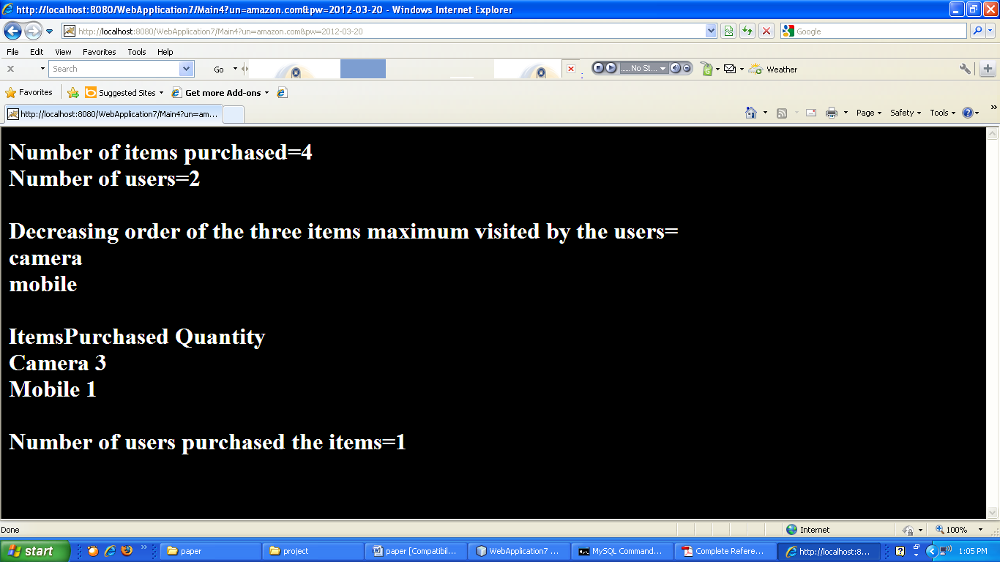 http://localhost:8080/WebApplication7/Main4?un=amazon.com&pw=2012-03-20 - Windows Internet Explorer
http://localhost:8080/WebApplication7/Main4?un=amazon.com&pw=2012-03-20
Google
File Edit View Favorites Tools Help
Search Go ......No St... Weather
Favorites Suggested Sites Get more Add-ons
http://localhost:8080/WebApplication7/Main4?un=am... Page Safety Tools
Number of items purchased=4
Number of users=2
Decreasing order of the three items maximum visited by the users=
camera
mobile
ItemsPurchased Quantity
Camera 3
Mobile 1
Number of users purchased the items=1
Done Internet 100%
start paper project paper [Compatibil... WebApplication7 ... MySQL Command... Complete Refere... http://localhost:8... 1:05 PM